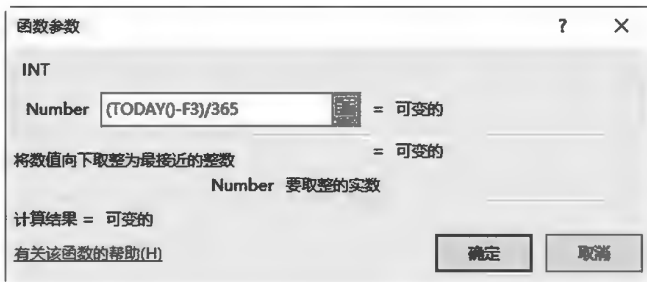 函数参数 ? ×
INT
Number (TODAY()-F3)/365 = 可变的
= 可变的
将数值向下取整为最接近的整数
Number 要取整的实数
计算结果 = 可变的
有关该函数的帮助(H) 确定 取消